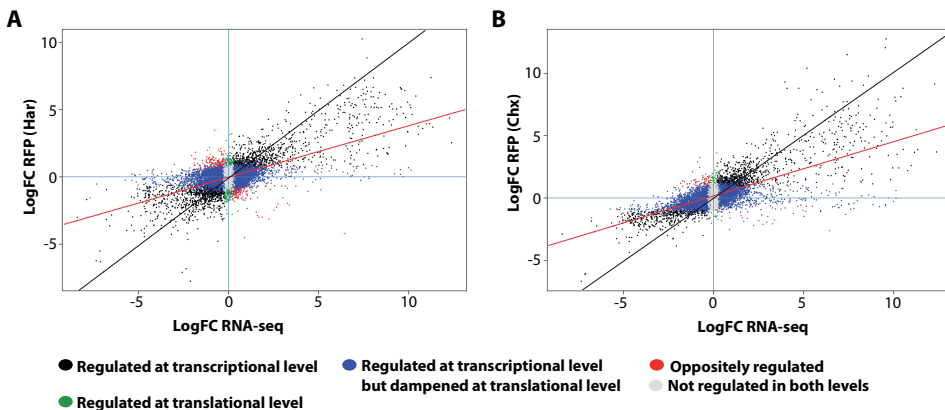 A
B
LogFC RFP (Har)
10
5
0
-5
-5
0
5
10
LogFC RNA-seq
LogFC RFP (Chx)
10
5
0
-5
-5
0
5
10
LogFC RNA-seq
Regulated at transcriptional level
Regulated at transcriptional level
but dampened at translational level
Oppositely regulated
Not regulated in both levels
Regulated at translational level